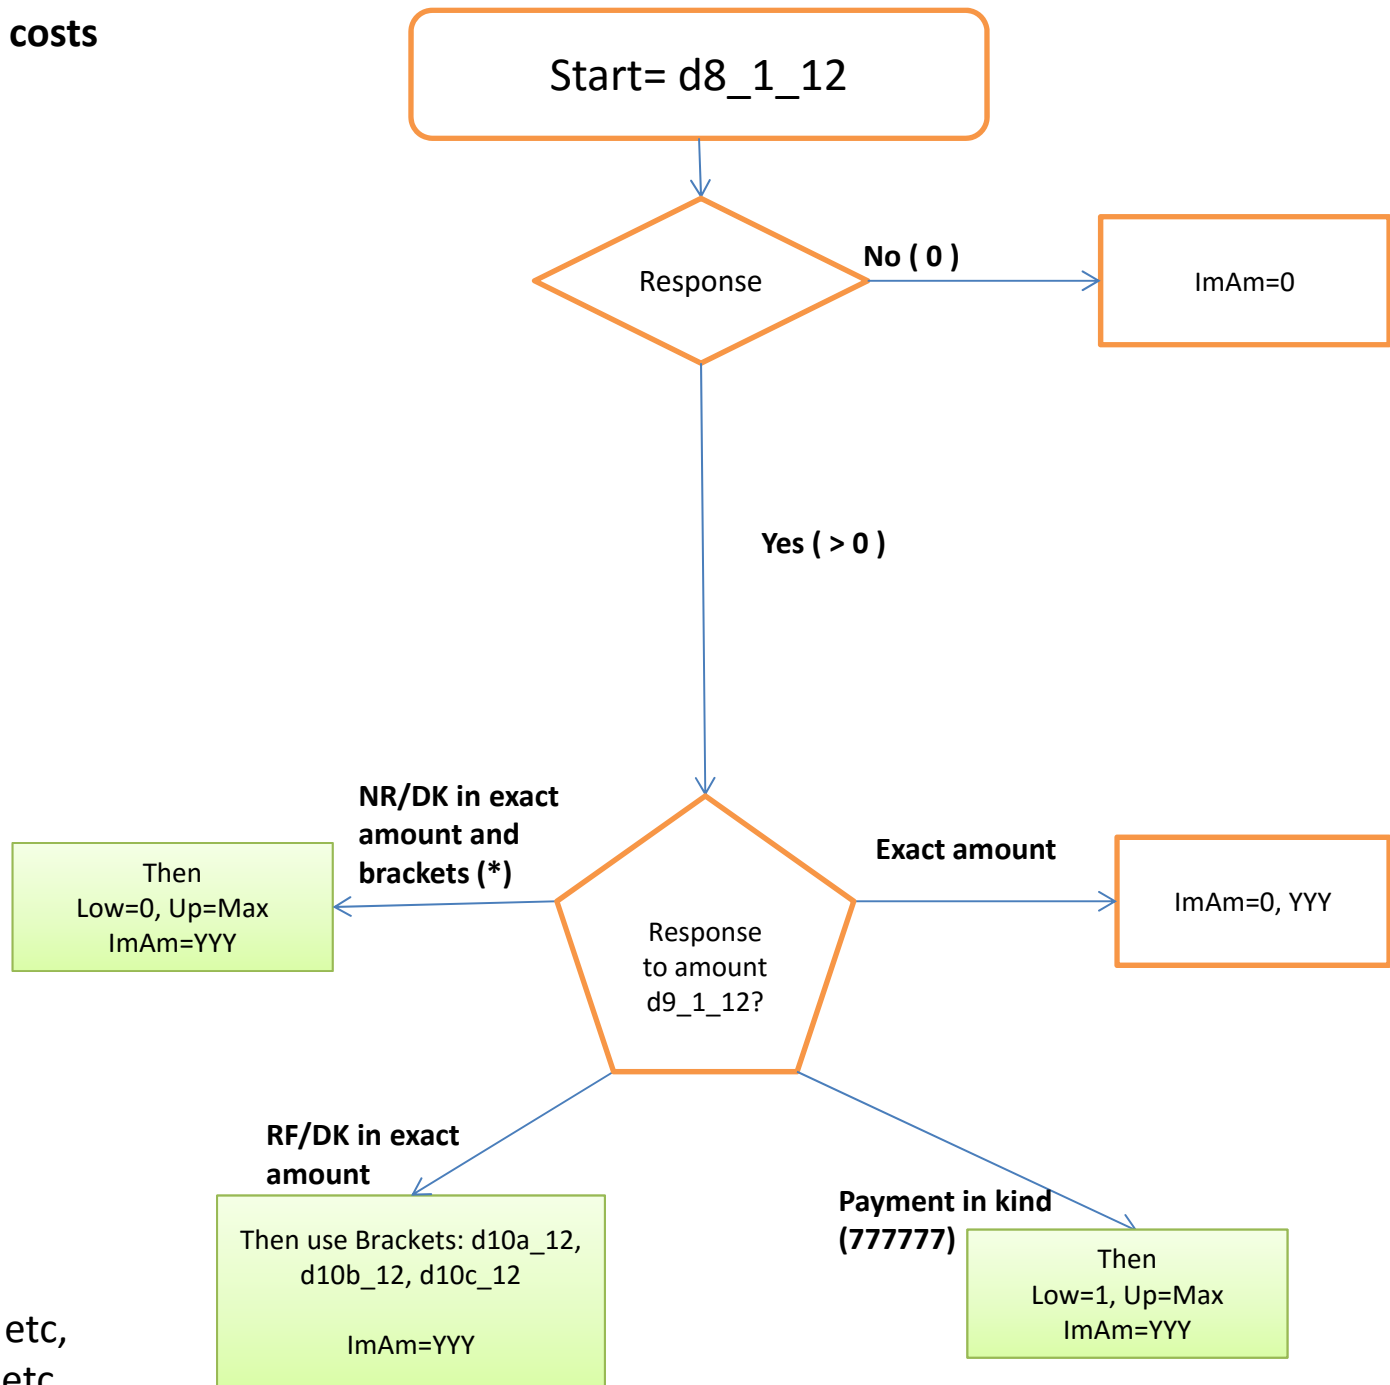 costs
Start= d8_1_12
Response
No ( 0 )
ImAm=0
Yes ( > 0 )
NR/DK in exact
amount and
brackets (*)
Exact amount
Then
Low=0, Up=Max
ImAm=YYY
ImAm=0, YYY
Response
to amount
d9_1_12?
RF/DK in exact
amount
Payment in kind
(777777)
Then use Brackets: d10a_12,
d10b_12, d10c_12
ImAm=YYY
Then
Low=1, Up=Max
ImAm=YYY
etc,
etc